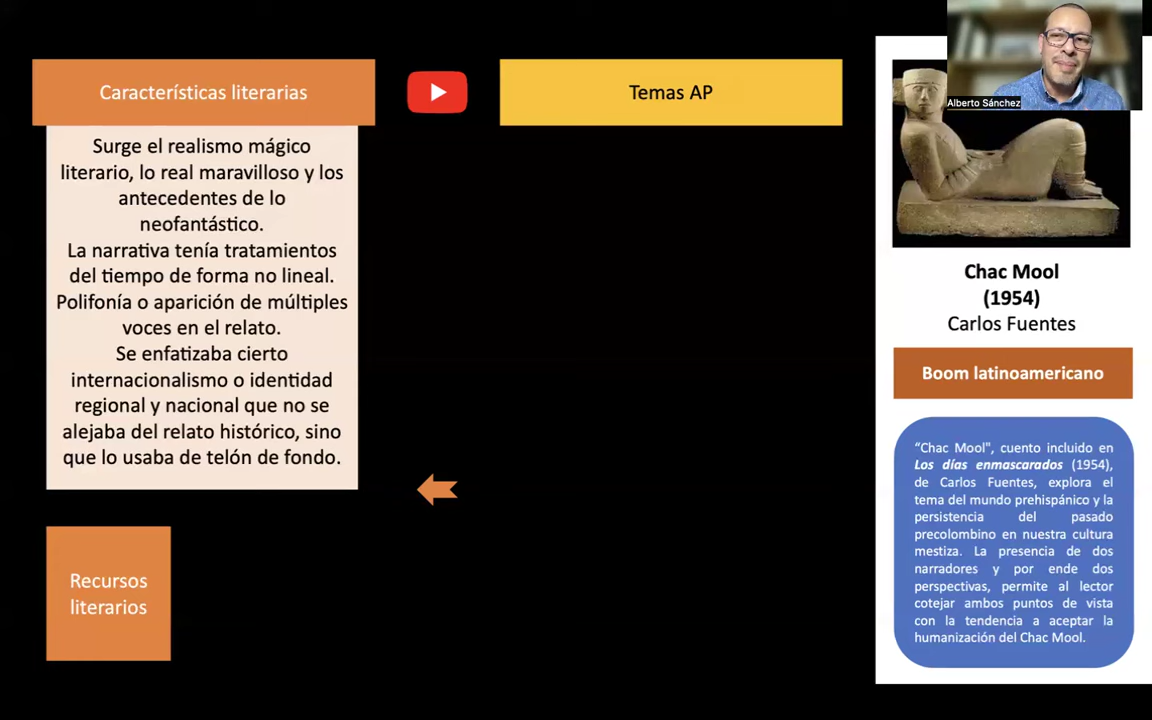 Características literarias
Surge el realismo mágico
literario, lo real maravilloso y los
antecedentes de lo
neofantástico.
La narrativa tenía tratamientos
del tiempo de forma no lineal.
Polifonía o aparición de múltiples
voces en el relato.
Se enfatizaba cierto
internacionalismo o identidad
regional y nacional que no se
alejaba del relato histórico, sino
que lo usaba de telón de fondo.
Recursos
literarios
Temas AP
Alberto Sánchez
Chac Mool
(1954)
Carlos Fuentes
Boom latinoamericano
“Chac Mool", cuento incluido en
Los días enmascarados (1954),
de Carlos Fuentes, explora el
tema del mundo prehispánico y la
persistencia del pasado
precolombino en nuestra cultura
mestiza. La presencia de dos
narradores y por ende dos
perspectivas, permite al lector
cotejar ambos puntos de vista
con la tendencia a aceptar la
humanización del Chac Mool.